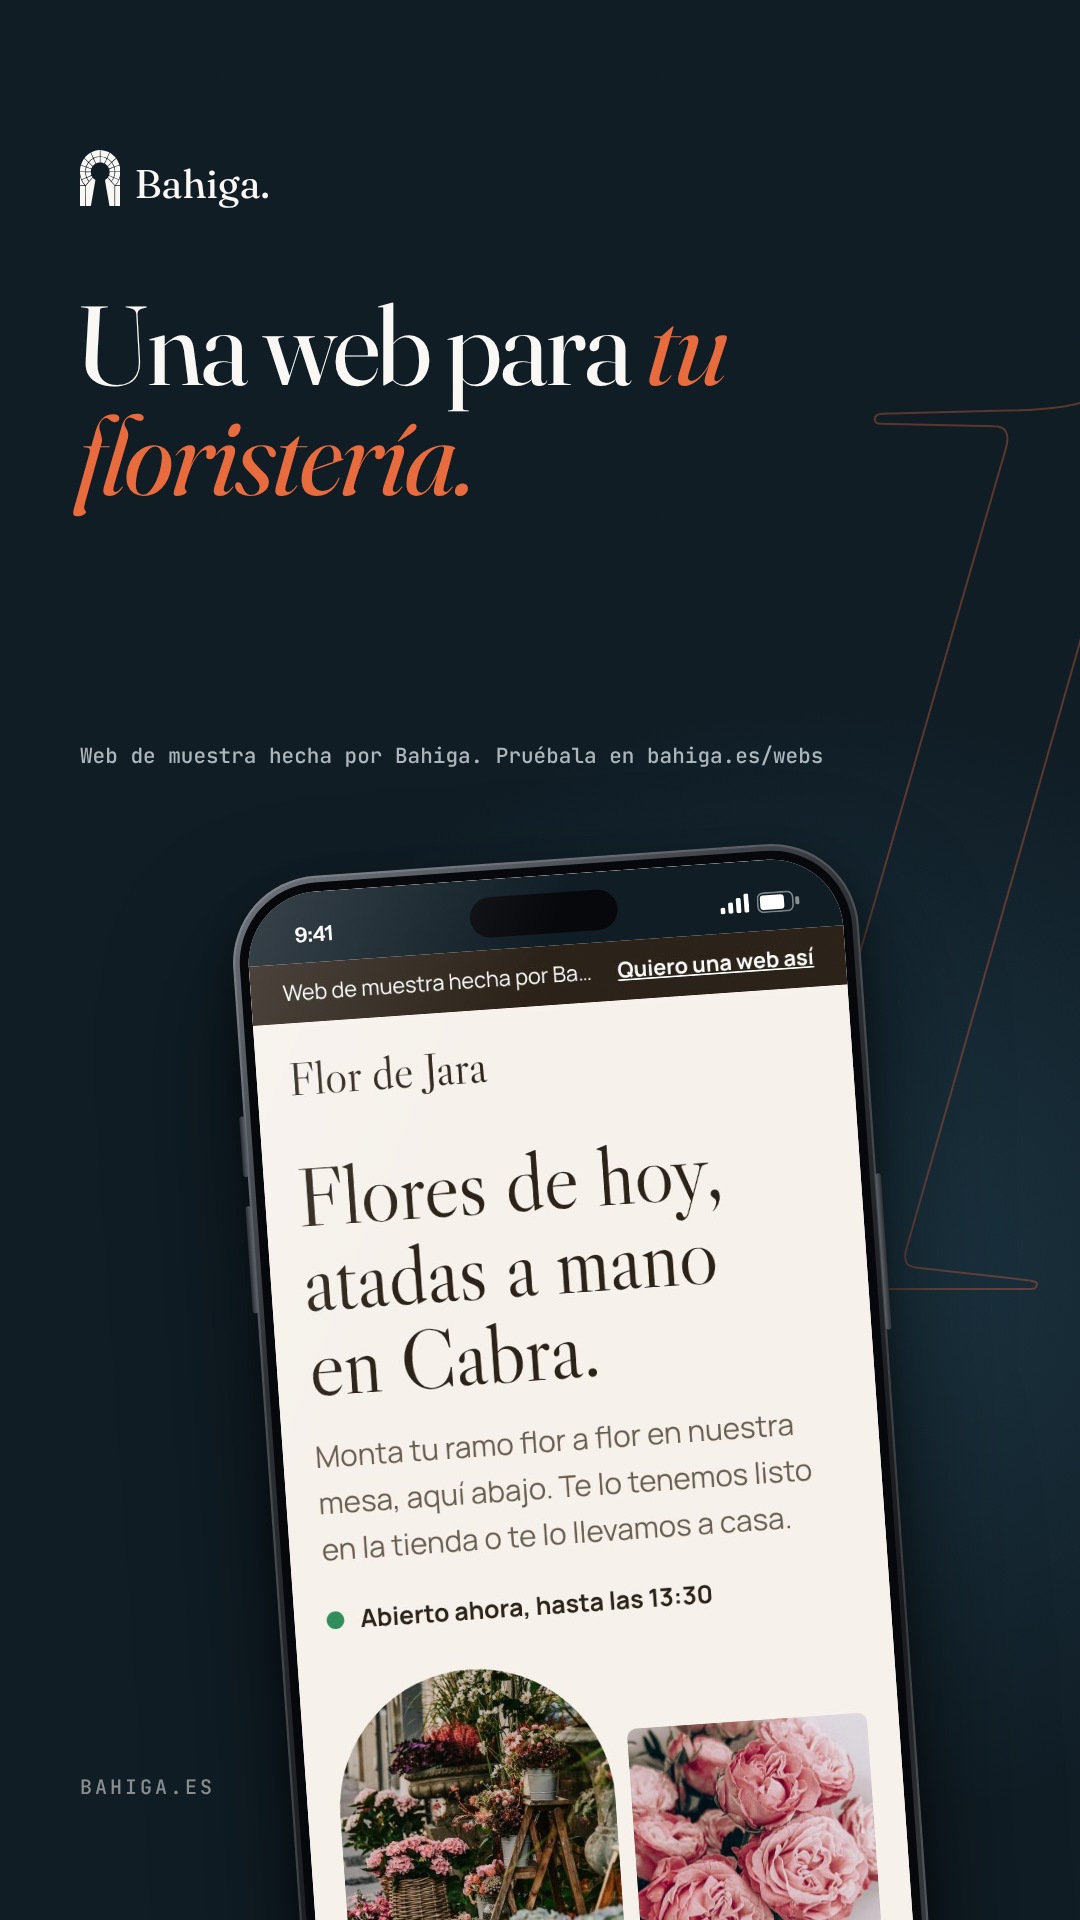 Bahiga.
Una web para tu
floristería.
Web de muestra hecha por Bahiga. Pruébala en bahiga.es/webs
9:41
Web de muestra hecha por Ba... Quiero una web así
Flor de Jara
Flores de hoy,
atadas a mano
en Cabra.
Monta tu ramo flor a flor en nuestra
mesa, aquí abajo. Te lo tenemos listo
en la tienda o te lo llevamos a casa.
Abierto ahora, hasta las 13:30
BAHIGA.ES